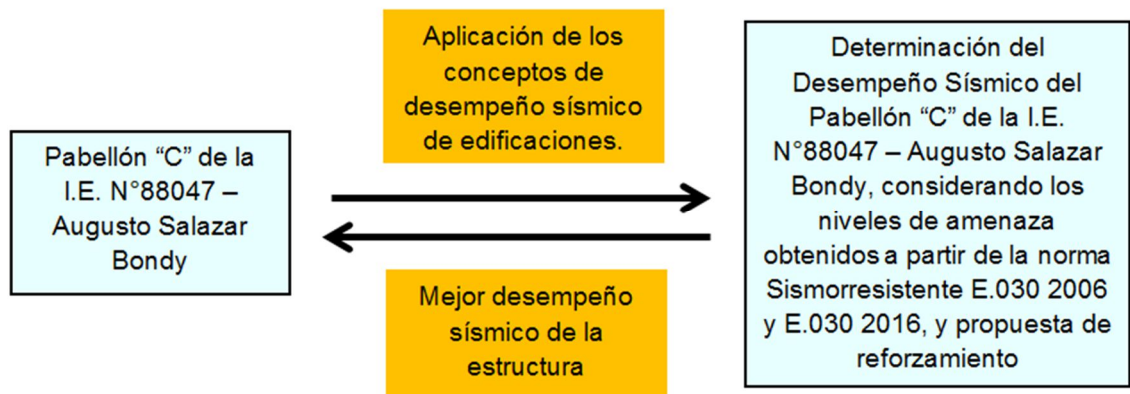 Pabellón “C” de la
I.E. N°88047 –
Augusto Salazar
Bondy
Aplicación de los
conceptos de
desempeño sísmico
de edificaciones.
Mejor desempeño
sísmico de la
estructura
Determinación del
Desempeño Sísmico del
Pabellón “C” de la I.E.
N°88047 – Augusto Salazar
Bondy, considerando los
niveles de amenaza
obtenidos a partir de la norma
Sismorresistente E.030 2006
y E.030 2016, y propuesta de
reforzamiento